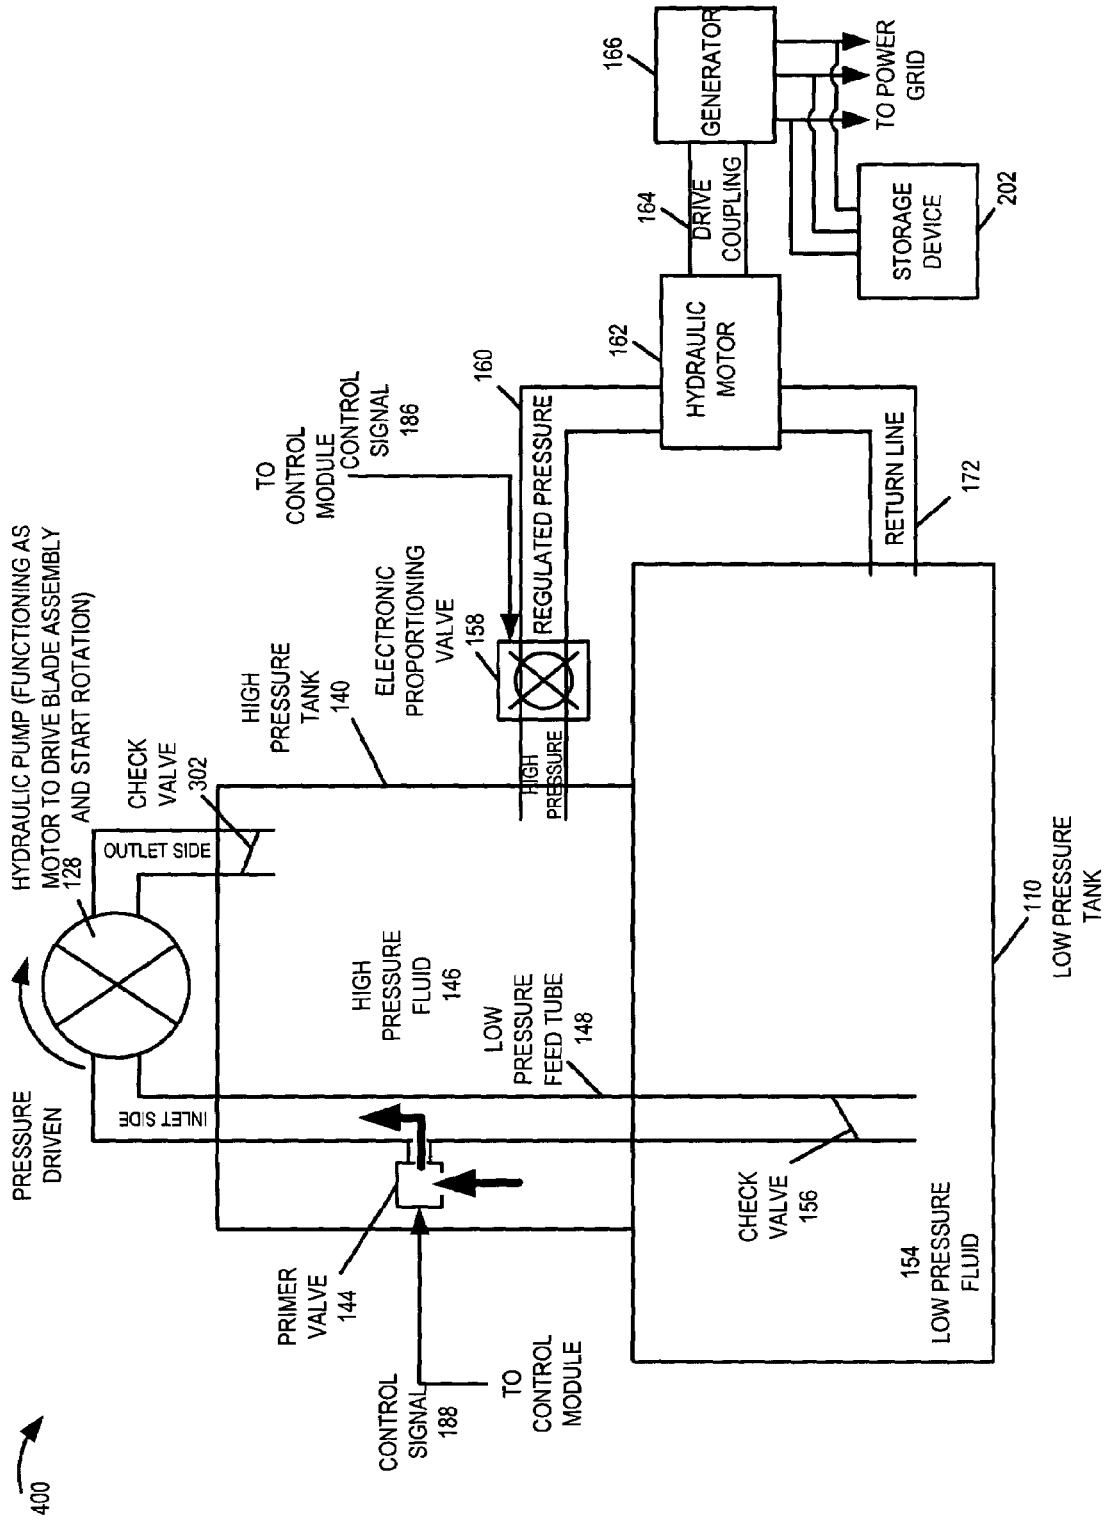 400
PRESSURE
DRIVEN
HYDRAULIC PUMP (FUNCTIONING AS
MOTOR TO DRIVE BLADE ASSEMBLY
AND START ROTATION)
128
INLET SIDE
OUTLET SIDE
CHECK
VALVE
302
HIGH
PRESSURE
TANK
140
PRIMER
VALVE
144
CONTROL
SIGNAL
188
TO
CONTROL
MODULE
HIGH
PRESSURE
FLUID
146
LOW
PRESSURE
FEED TUBE
148
ELECTRONIC
PROPORTIONING
VALVE
158
TO
CONTROL
MODULE
CONTROL
SIGNAL
186
HIGH
PRESSURE
REGULATED PRESSURE
160
162
HYDRAULIC
MOTOR
164
DRIVE
COUPLING
166
GENERATOR
TO POWER
GRID
STORAGE
DEVICE
202
RETURN LINE
172
CHECK
VALVE
156
154
LOW PRESSURE
FLUID
110
LOW PRESSURE
TANK